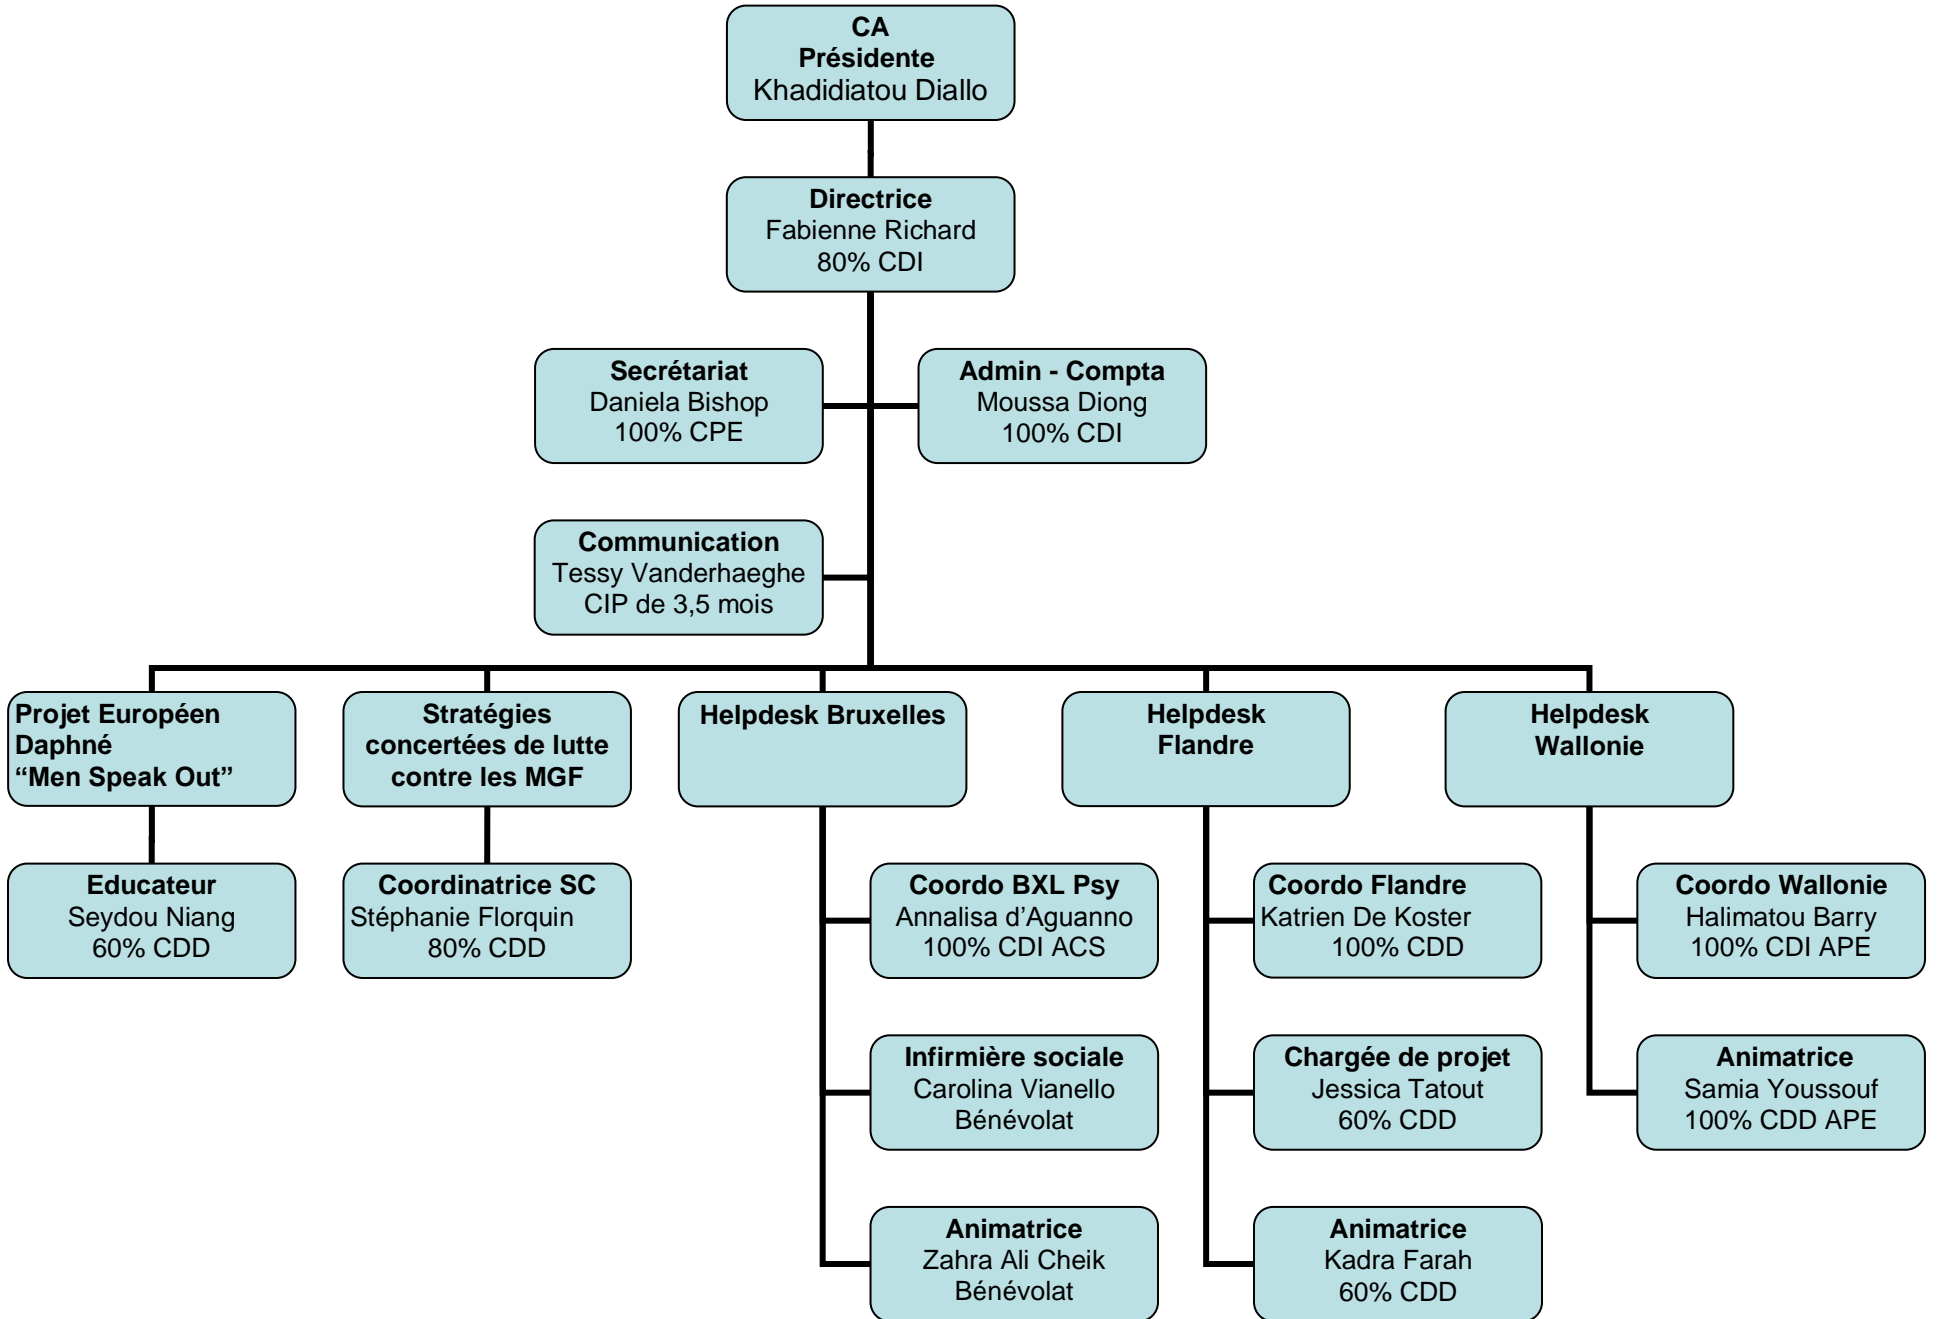 CA
Présidente
Khadidiatou Diallo
Directrice
Fabienne Richard
80% CDI
Secrétariat
Daniela Bishop
100% CPE
Admin - Compta
Moussa Diong
100% CDI
Communication
Tessy Vanderhaeghe
CIP de 3,5 mois
Projet Européen
Daphné
“Men Speak Out”
Stratégies
concertées de lutte
contre les MGF
Helpdesk Bruxelles
Helpdesk
Flandre
Helpdesk
Wallonie
Educateur
Seydou Niang
60% CDD
Coordinatrice SC
Stéphanie Florquin
80% CDD
Coordo BXL Psy
Annalisa d’Aguanno
100% CDI ACS
Coordo Flandre
Katrien De Koster
100% CDD
Coordo Wallonie
Halimatou Barry
100% CDI APE
Infirmière sociale
Carolina Vianello
Bénévolat
Chargée de projet
Jessica Tatout
60% CDD
Animatrice
Samia Youssouf
100% CDD APE
Animatrice
Zahra Ali Cheik
Bénévolat
Animatrice
Kadra Farah
60% CDD